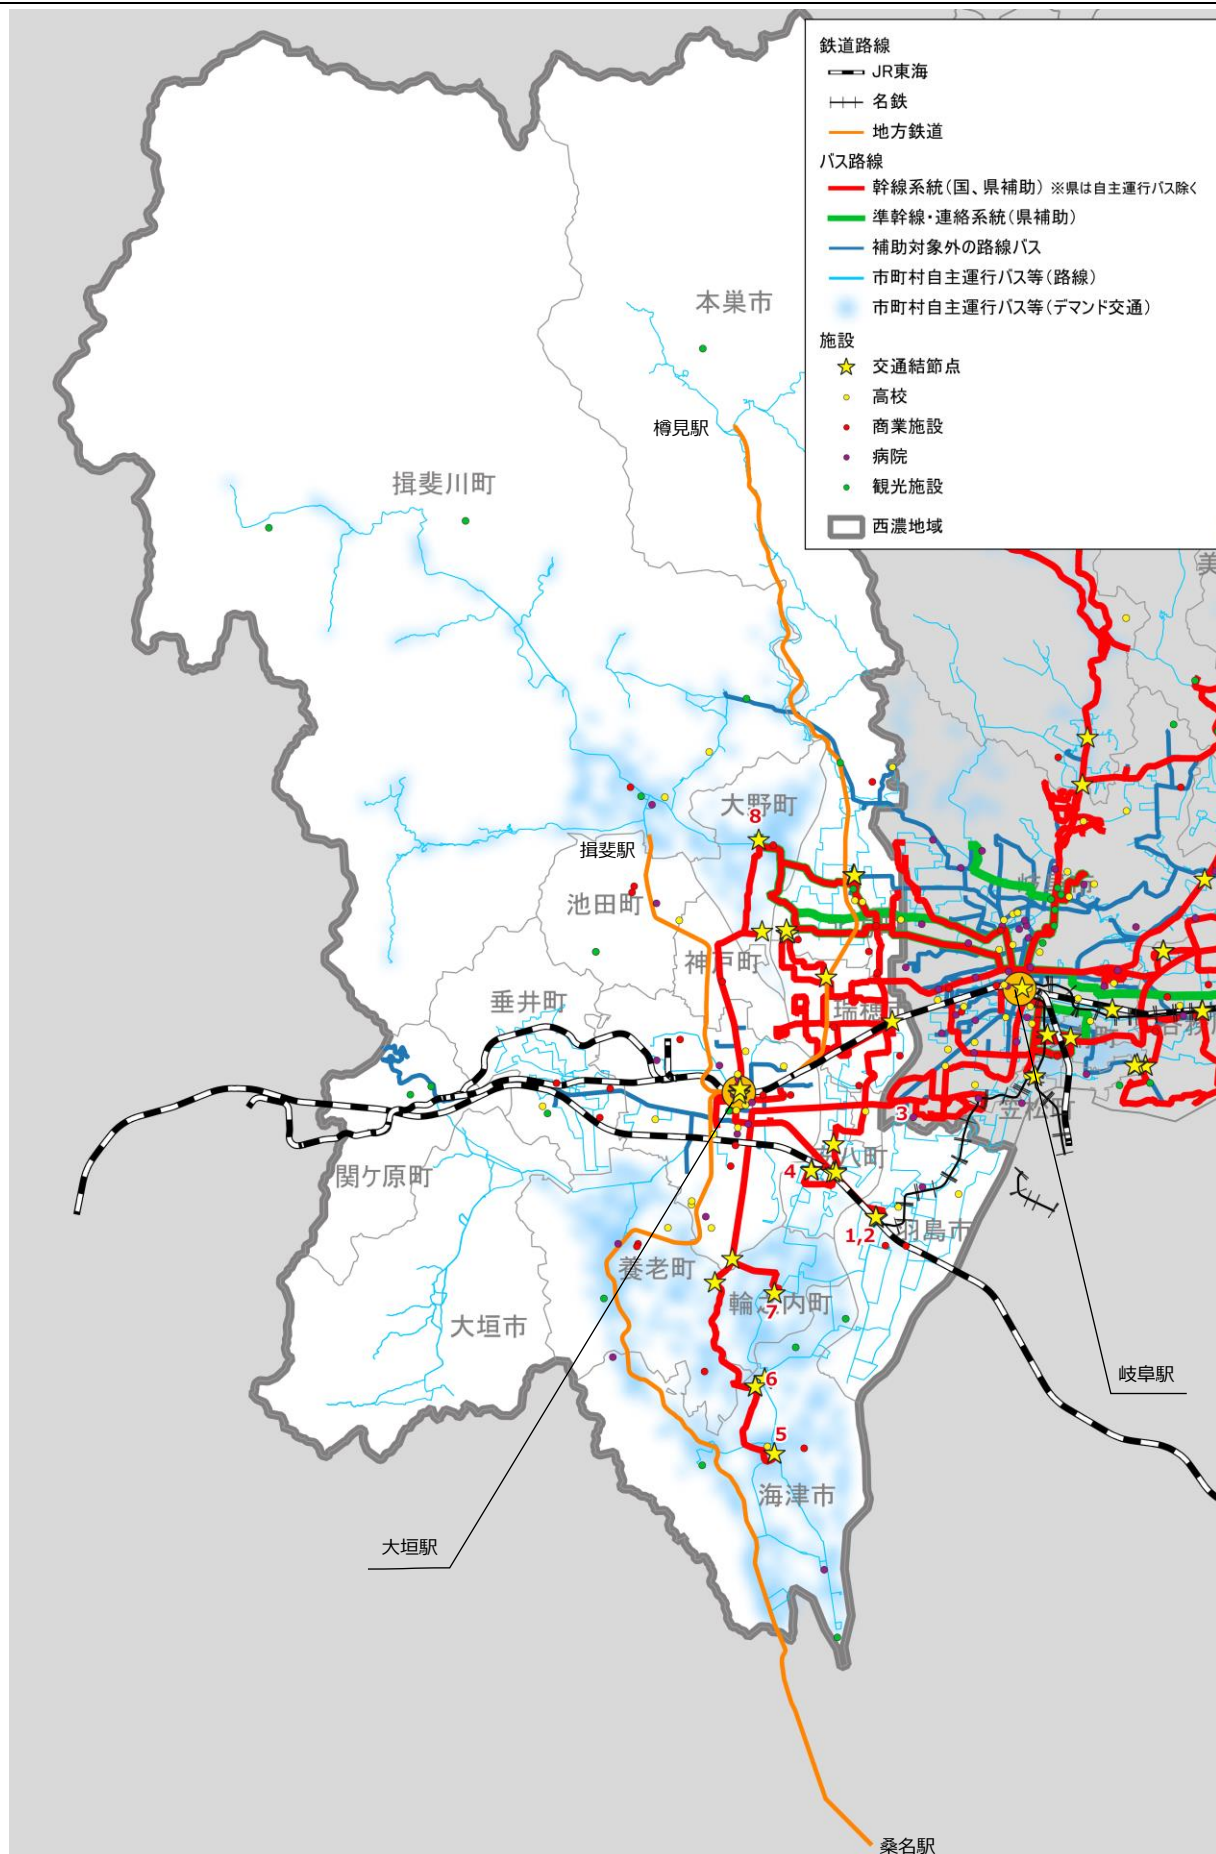 鉄道路線
JR東海
名鉄
地方鉄道
バス路線
幹線系統(国、県補助) ※県は自主運行バス除く
準幹線・連絡系統(県補助)
補助対象外の路線バス
市町村自主運行バス等(路線)
市町村自主運行バス等(デマンド交通)
施設
交通結節点
高校
商業施設
病院
観光施設
西濃地域
本巣市
樽見駅
揖斐川町
美
大野町
8
揖斐駅
池田町
神戸町
垂井町
瑞穂
3
関ケ原町
4
八町
1,2
羽島市
養老町
輪之内町
7
大垣市
岐阜駅
6
5
海津市
大垣駅
桑名駅